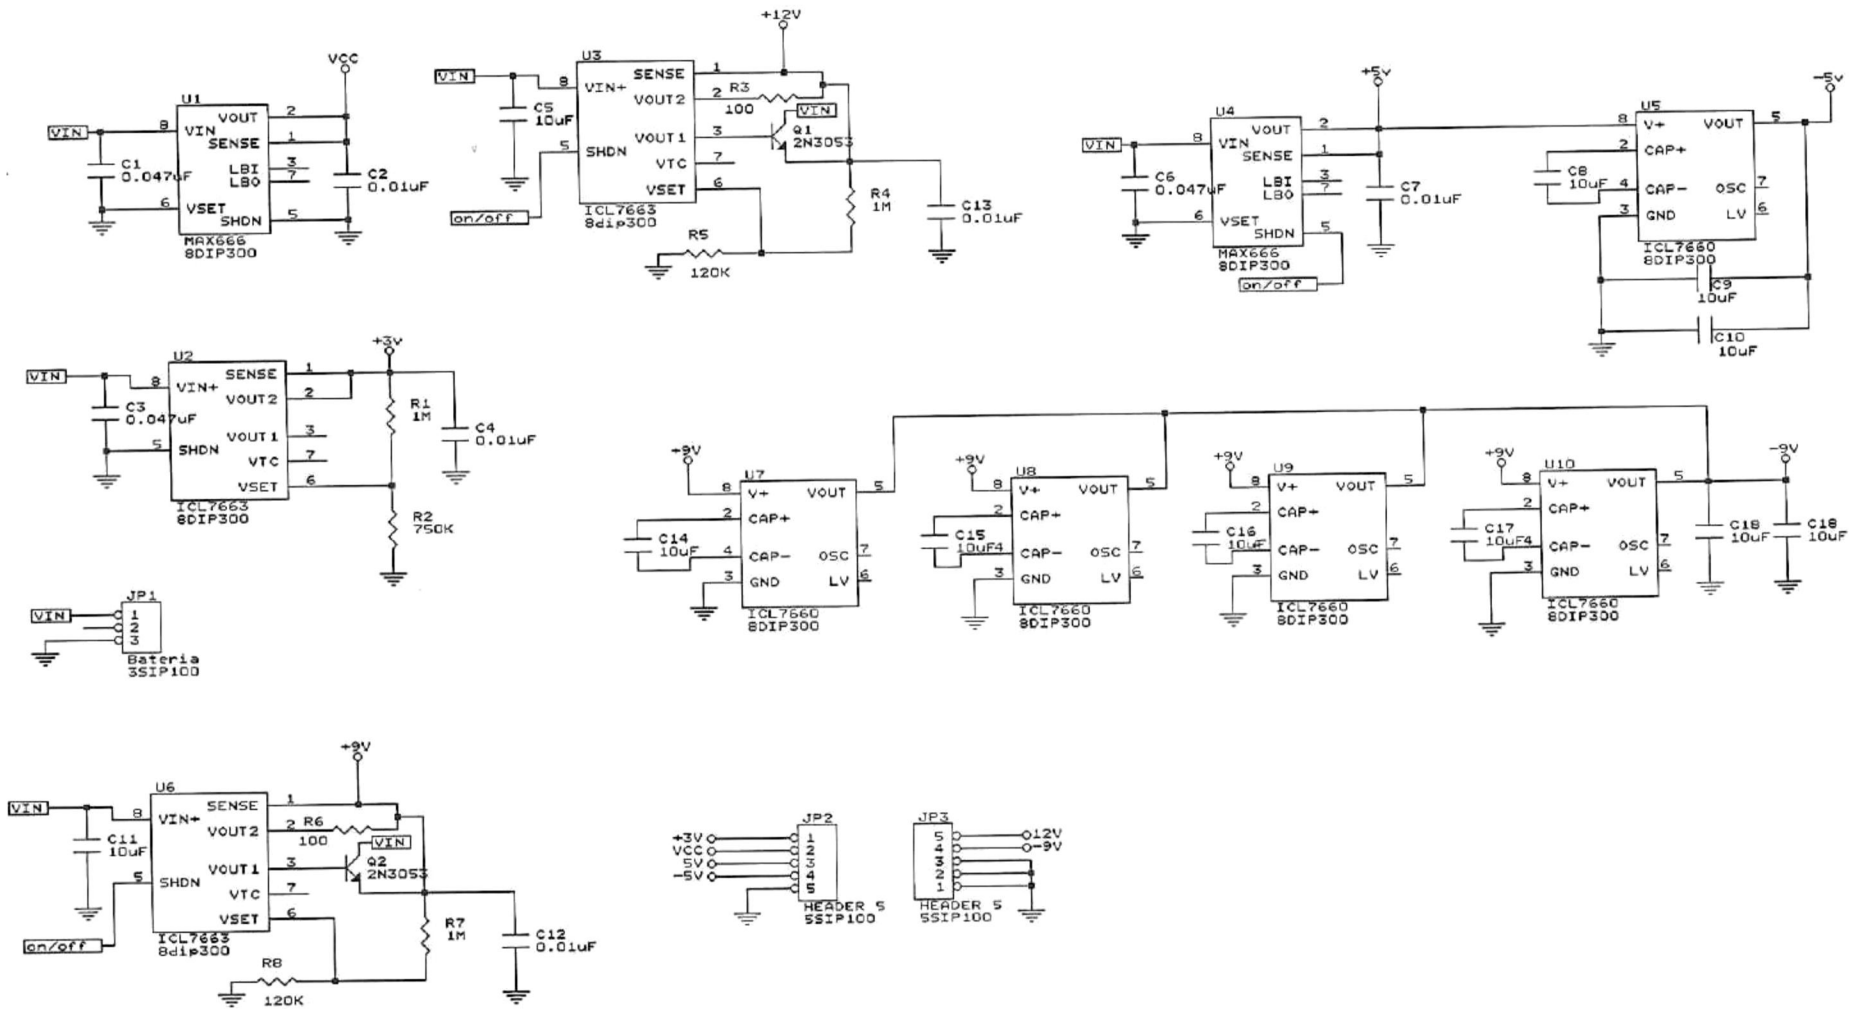 VCC
U1
VIN
8
VIN
VOUT
2
SENSE
1
LBI
3
LBO
7
C1
0.047uF
C2
0.01uF
6
VSET
SHDN
5
MAX666
8DIP300
+12V
U3
VIN
8
VIN+
SENSE
1
VOUT2
2
R3
100
VIN
C5
10uF
VOUT1
3
Q1
2N3053
5
SHDN
VTC
7
VSET
6
on/off
ICL7663
8dip300
R4
1M
C13
0.01uF
R5
120K
+5v
U4
VIN
8
VIN
VOUT
2
SENSE
1
LBI
3
LBO
7
C6
0.047uF
C7
0.01uF
6
VSET
SHDN
5
MAX666
8DIP300
on/off
-5v
U5
8
V+
VOUT
5
2
CAP+
C8
10uF
4
CAP-
OSC
7
3
GND
LV
6
ICL7660
8DIP300
C9
10uF
C10
10uF
+3v
U2
VIN
8
VIN+
SENSE
1
VOUT2
2
C3
0.047uF
R1
1M
C4
0.01uF
VOUT1
3
5
SHDN
VTC
7
VSET
6
ICL7663
8DIP300
R2
750K
JP1
VIN
1
2
3
Bateria
3SIP100
+9V
U7
8
V+
VOUT
5
2
CAP+
C14
10uF
4
CAP-
OSC
7
3
GND
LV
6
ICL7660
8DIP300
+9V
U8
8
V+
VOUT
5
2
CAP+
C15
10uF
4
CAP-
OSC
7
3
GND
LV
6
ICL7660
8DIP300
+9V
U9
8
V+
VOUT
5
2
CAP+
C16
10uF
4
CAP-
OSC
7
3
GND
LV
6
ICL7660
8DIP300
+9V
U10
8
V+
VOUT
5
-9V
2
CAP+
C17
10uF
4
CAP-
OSC
7
3
GND
LV
6
ICL7660
8DIP300
C18
10uF
C18
10uF
+9V
U6
VIN
8
VIN+
SENSE
1
VOUT2
2
R6
100
VIN
C11
10uF
VOUT1
3
Q2
2N3053
5
SHDN
VTC
7
VSET
6
on/off
ICL7663
8dip300
R7
1M
C12
0.01uF
R8
120K
JP2
+3V
1
VCC
2
5V
3
-5V
4
5
HEADER 5
5SIP100
JP3
5
12V
4
-9V
3
2
1
HEADER 5
5SIP100